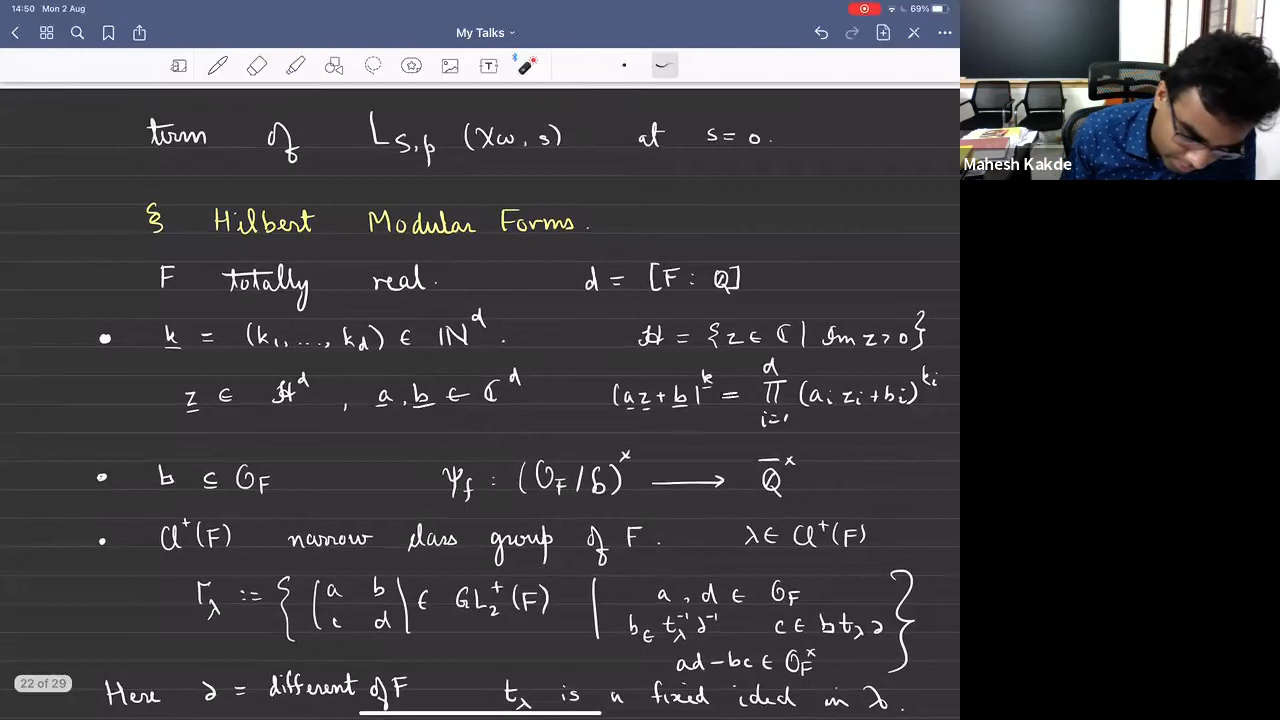 14:50 Mon 2 Aug
69%
My Talks
term of L_{S,p} (χω, s) at s = 0.
§ Hilbert Modular Forms.
F totally real. d = [F : Q]
• k = (k_1, ..., k_d) ∈ ℕ^d. ℋ = {z ∈ ℂ | Im z > 0}
z ∈ ℋ^d, a, b ∈ ℂ^d (az + b)^k = ∏_{i=1}^d (a_i z_i + b_i)^{k_i}
• b ⊆ O_F ψ_f : (O_F / b)^× ⟶ \overline{Q}^×
• Cl^+(F) narrow class group of F. λ ∈ Cl^+(F)
Γ_λ := { (a b
c d) ∈ GL_2^+(F) | a, d ∈ O_F
b ∈ t_λ^{-1} ∂^{-1} c ∈ b t_λ ∂
ad - bc ∈ O_F^× }
Here ∂ = different of F t_λ is a fixed ideal in λ.
22 of 29
Mahesh Kakde